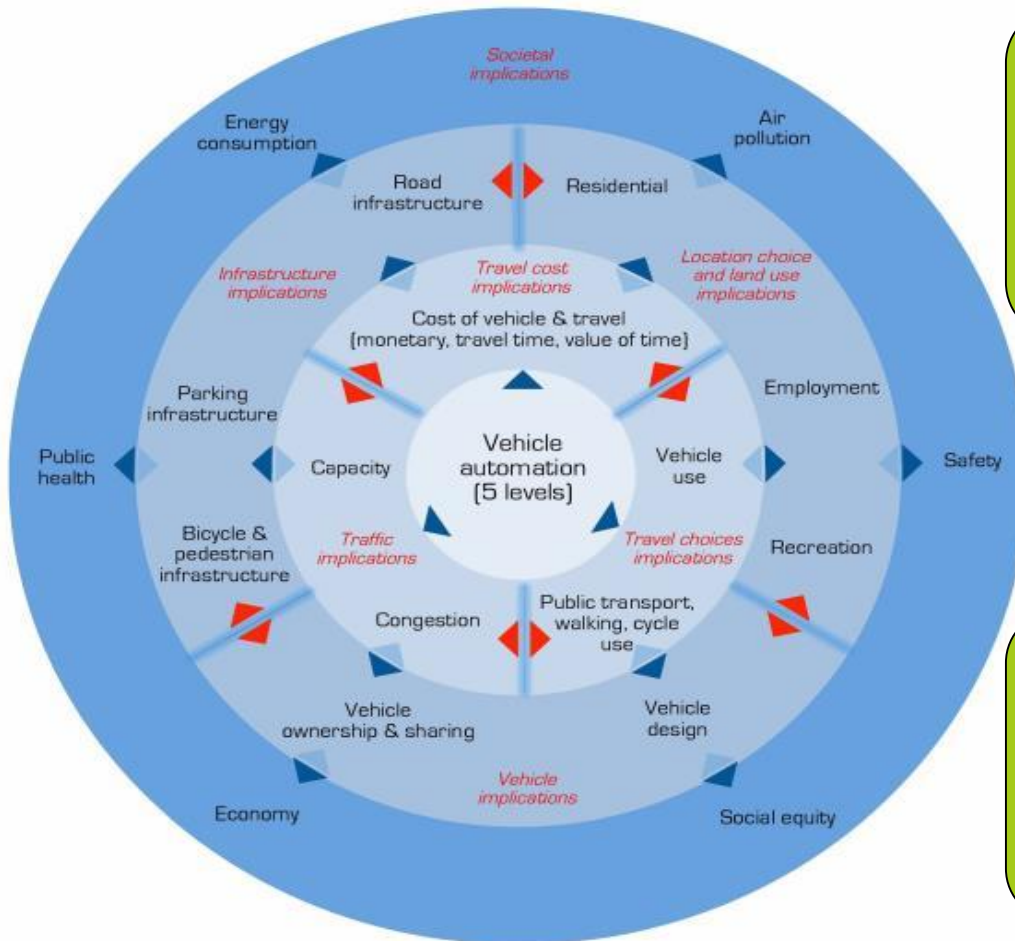 Societal
implications
Energy
consumption
Air
pollution
Road
infrastructure
Residential
Infrastructure
implications
Travel cost
implications
Location choice
and land use
implications
Cost of vehicle & travel
(monetary, travel time, value of time)
Parking
infrastructure
Employment
Public
health
Capacity
Vehicle
automation
(5 levels)
Vehicle
use
Safety
Bicycle &
pedestrian
infrastructure
Traffic
implications
Travel choices
implications
Recreation
Congestion
Public transport,
walking, cycle
use
Vehicle
ownership & sharing
Vehicle
design
Vehicle
implications
Economy
Social equity